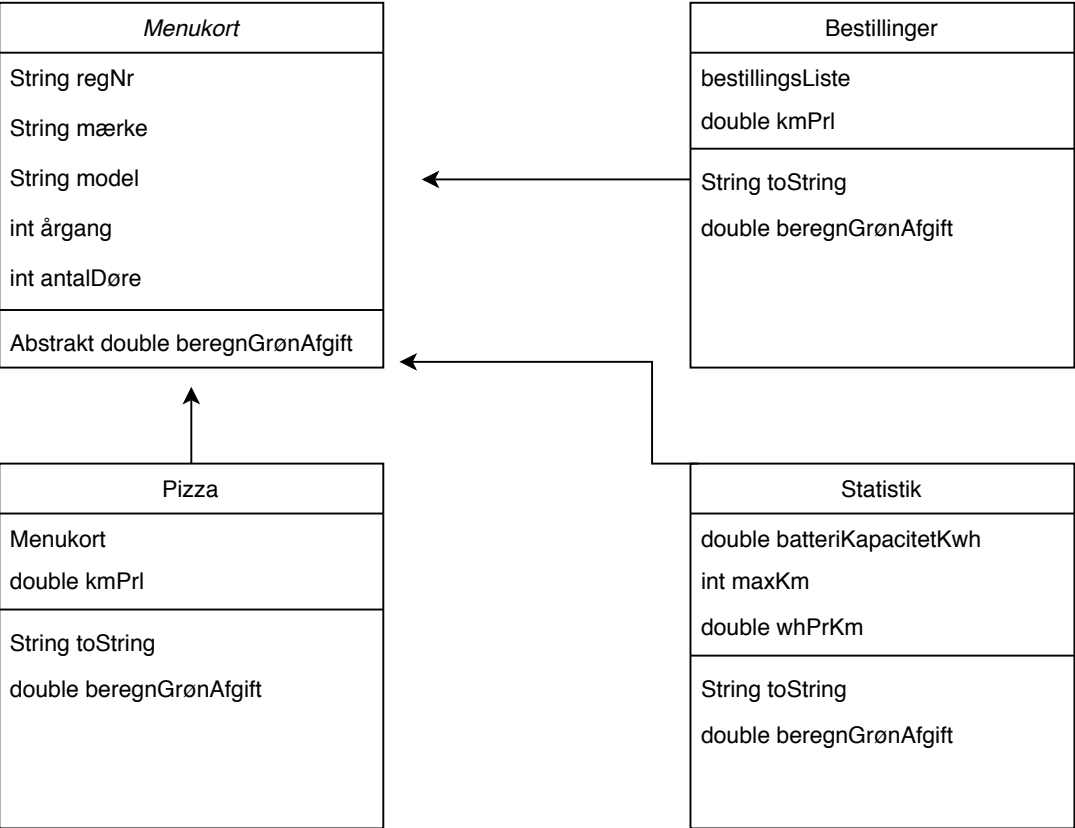 Menukort
String regNr
String mærke
String model
int årgang
int antalDøre
Abstrakt double beregnGrønAfgift
Bestillinger
bestillingsListe
double kmPrl
String toString
double beregnGrønAfgift
Pizza
Menukort
double kmPrl
String toString
double beregnGrønAfgift
Statistik
double batteriKapacitetKwh
int maxKm
double whPrKm
String toString
double beregnGrønAfgift